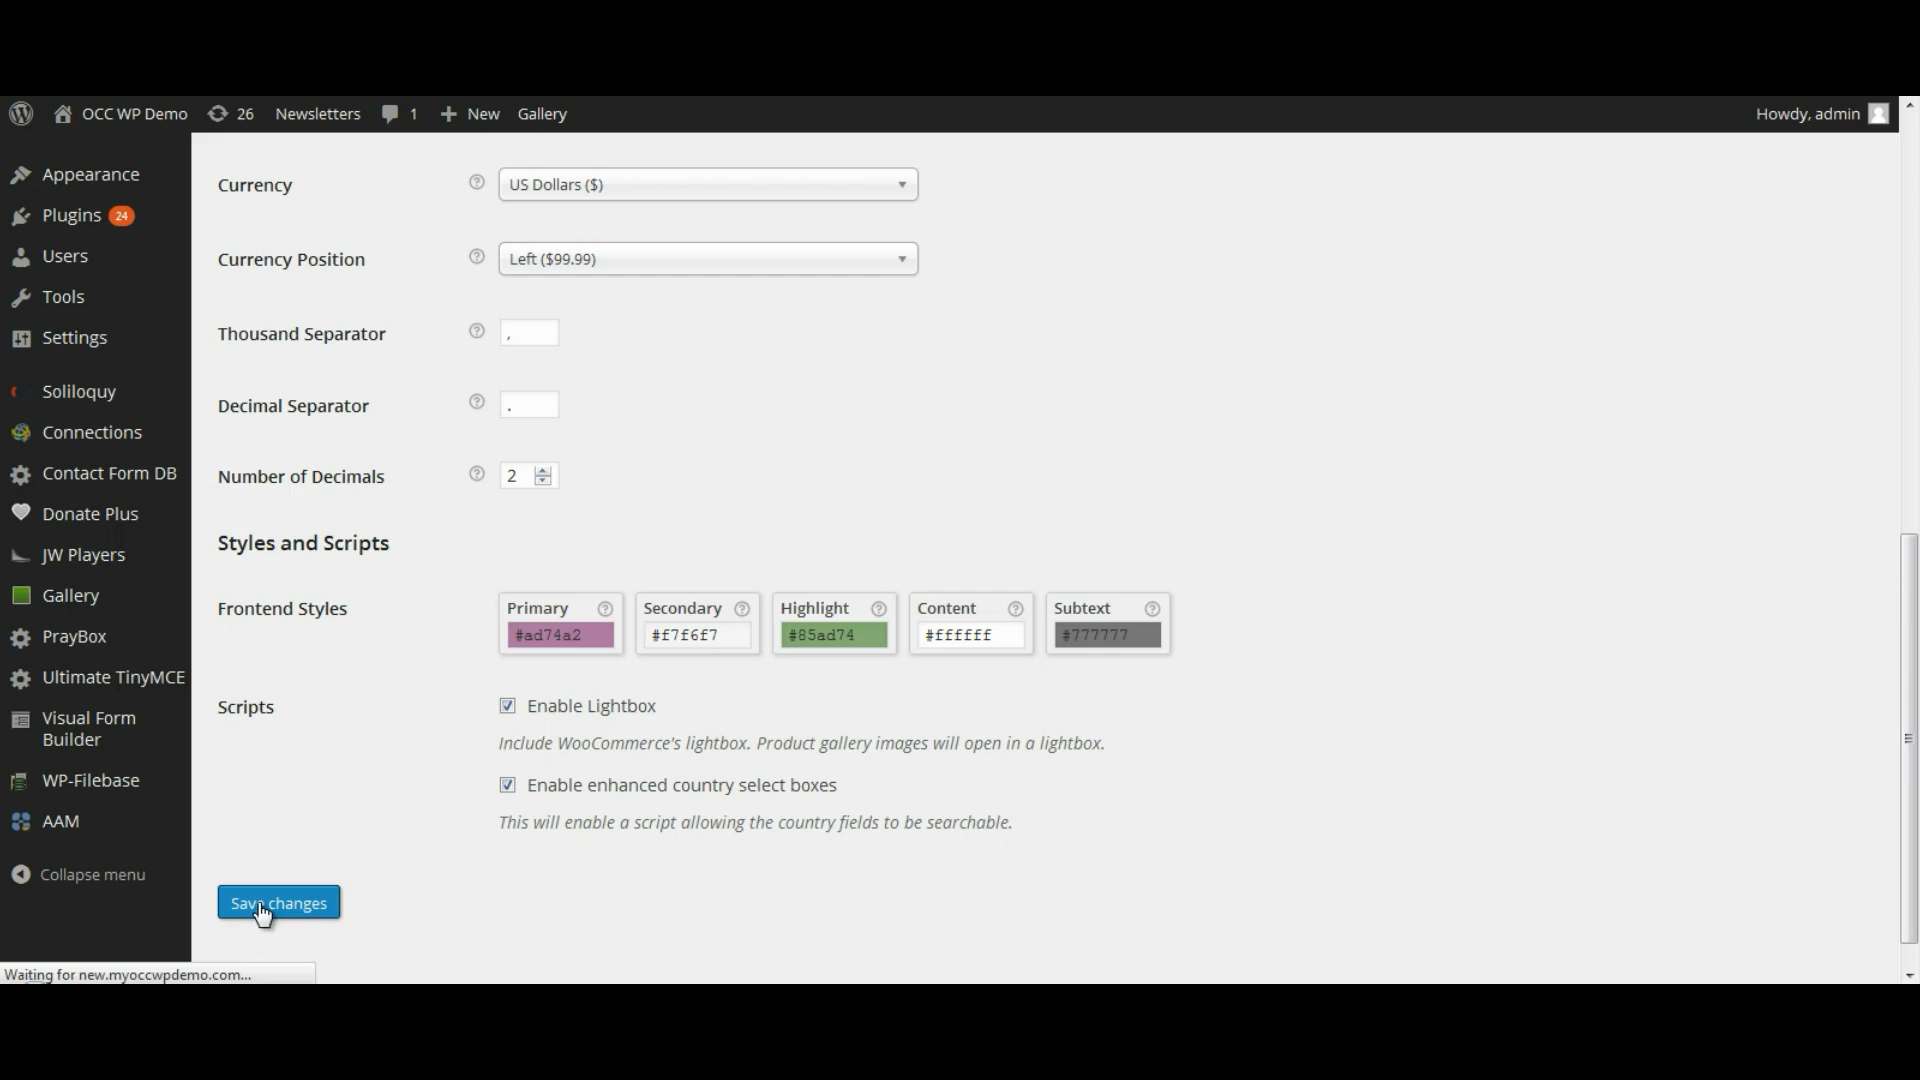 OCC WP Demo 26 Newsletters 1 New Gallery Howdy, admin
Appearance
Plugins 24
Users
Tools
Settings
Soliloquy
Connections
Contact Form DB
Donate Plus
JW Players
Gallery
PrayBox
Ultimate TinyMCE
Visual Form
Builder
WP-Filebase
AAM
Collapse menu
Currency US Dollars ($)
Currency Position Left ($99.99)
Thousand Separator ,
Decimal Separator .
Number of Decimals 2
Styles and Scripts
Frontend Styles
Primary Secondary Highlight Content Subtext
#ad74a2 #f7f6f7 #85ad74 #ffffff #777777
Scripts Enable Lightbox
Include WooCommerce's lightbox. Product gallery images will open in a lightbox.
Enable enhanced country select boxes
This will enable a script allowing the country fields to be searchable.
Save changes
Waiting for new.myoccwpdemo.com...